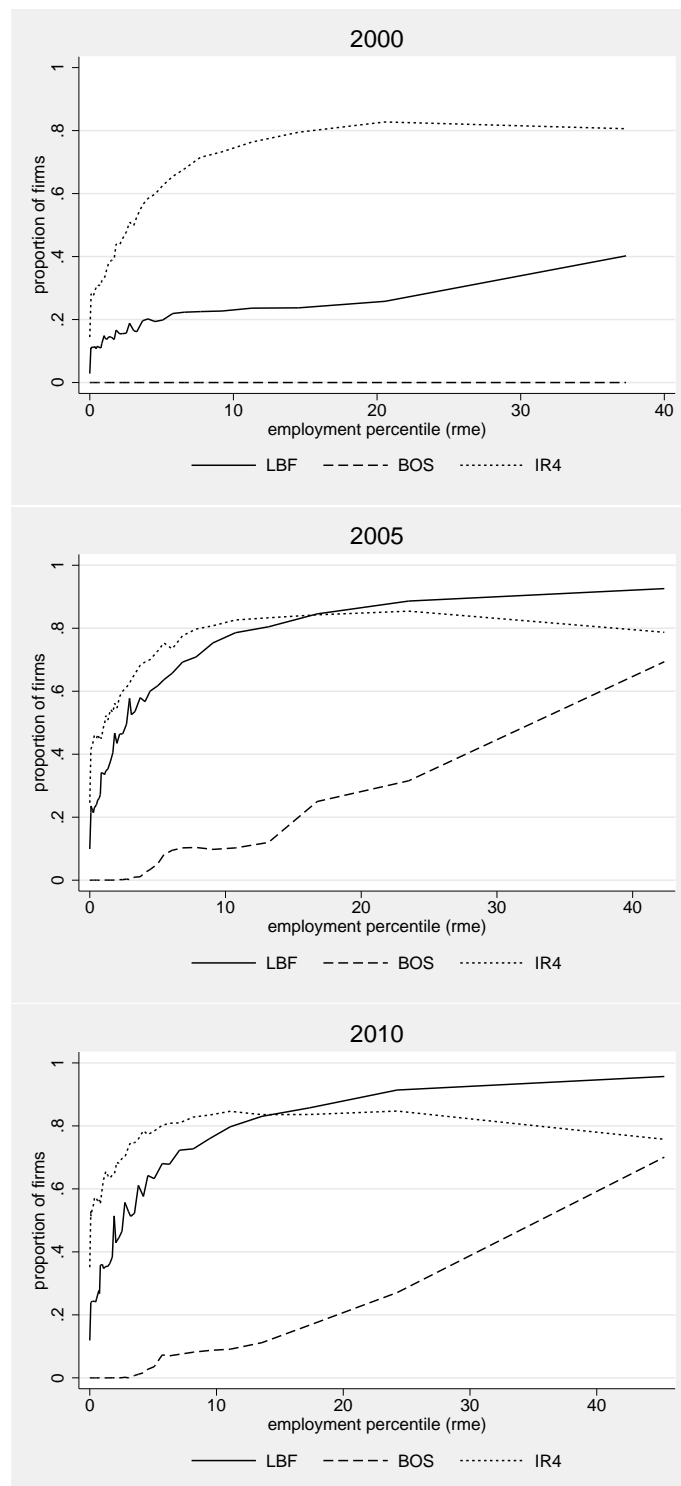 2000
proportion of firms
0 .2 .4 .6 .8 1
0 10 20 30 40
employment percentile (rme)
LBF BOS IR4
2005
proportion of firms
0 .2 .4 .6 .8 1
0 10 20 30 40
employment percentile (rme)
LBF BOS IR4
2010
proportion of firms
0 .2 .4 .6 .8 1
0 10 20 30 40
employment percentile (rme)
LBF BOS IR4